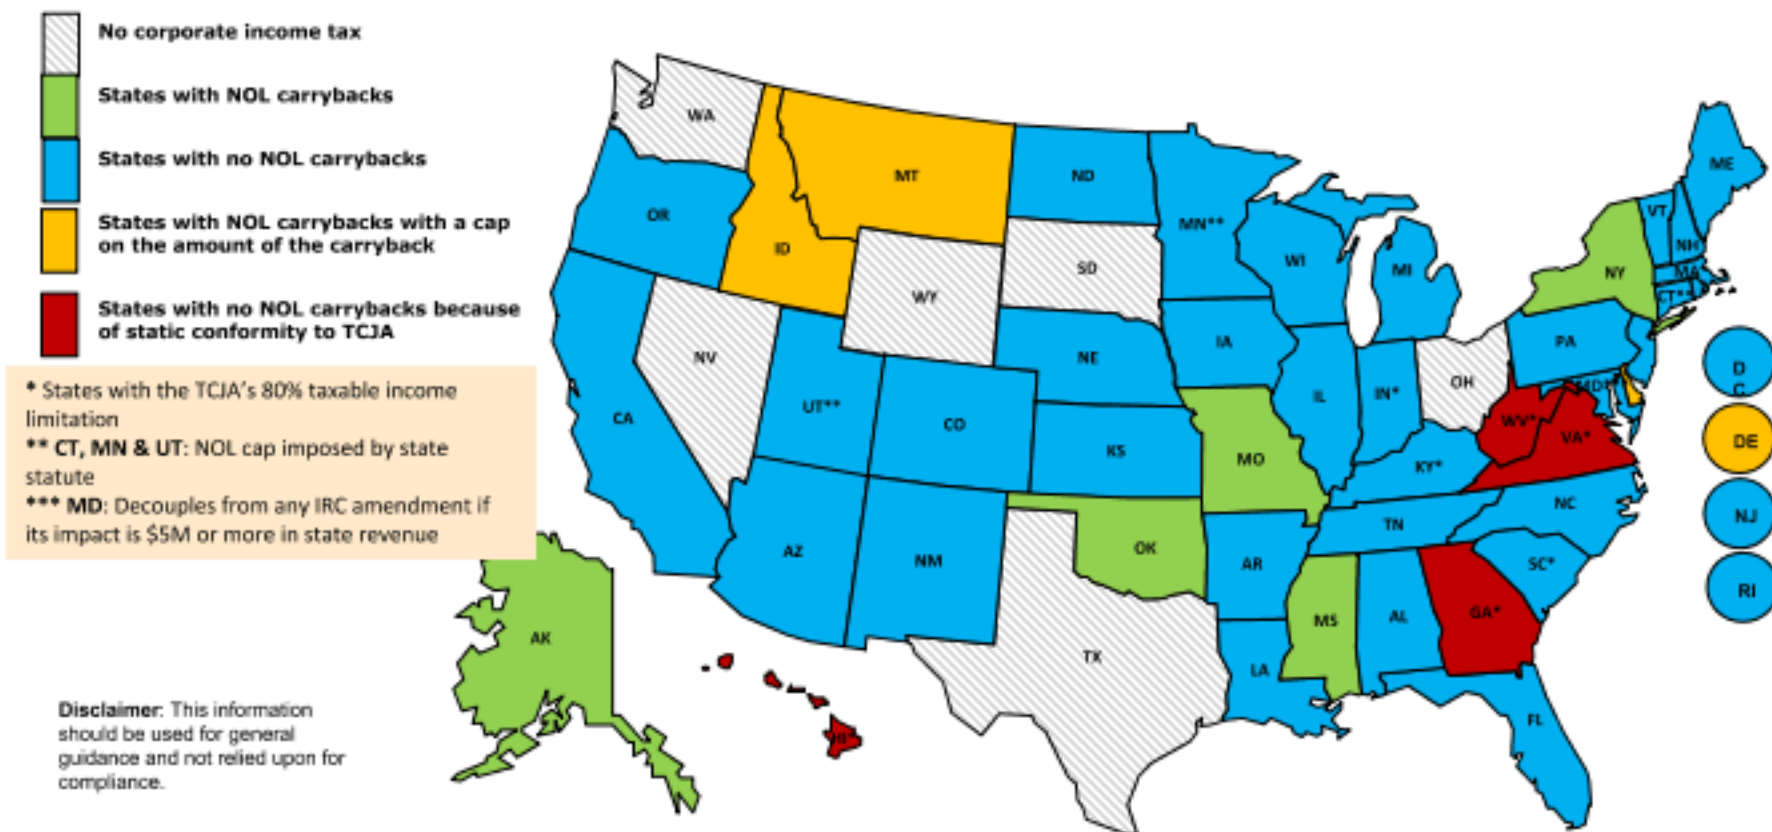 No corporate income tax
States with NOL carrybacks
States with no NOL carrybacks
States with NOL carrybacks with a cap
on the amount of the carryback
States with no NOL carrybacks because
of static conformity to TCJA
* States with the TCJA's 80% taxable income
limitation
** CT, MN & UT: NOL cap imposed by state
statute
*** MD: Decouples from any IRC amendment if
its impact is $5M or more in state revenue
Disclaimer: This information
should be used for general
guidance and not relied upon for
compliance.
WA
OR
CA
NV
ID
MT
WY
UT**
CO
AZ
NM
ND
SD
NE
KS
OK
TX
MN**
IA
MO
AR
LA
WI
IL
MI
IN*
OH
KY*
TN
MS
AL
GA*
FL
SC*
NC
VA*
WV*
PA
NY
VT
NH
ME
MA
CT**
AK
D
C
DE
NJ
RI